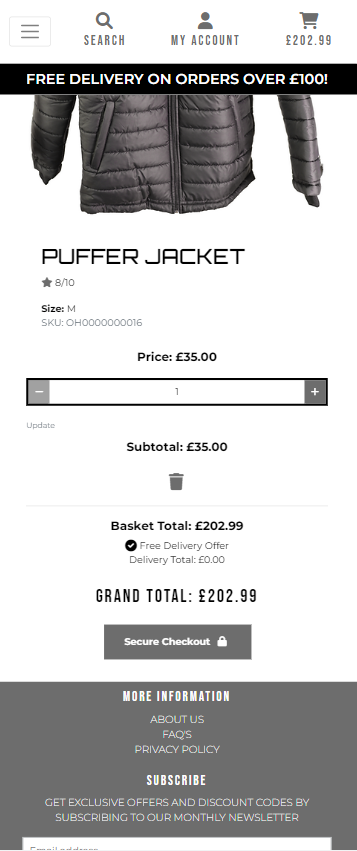 SEARCH
MY ACCOUNT
£202.99
FREE DELIVERY ON ORDERS OVER £100!
PUFFER JACKET
8/10
Size: M
SKU: OH0000000016
Price: £35.00
− 1 +
Update
Subtotal: £35.00
Basket Total: £202.99
Free Delivery Offer
Delivery Total: £0.00
GRAND TOTAL: £202.99
Secure Checkout
MORE INFORMATION
ABOUT US
FAQ'S
PRIVACY POLICY
SUBSCRIBE
GET EXCLUSIVE OFFERS AND DISCOUNT CODES BY
SUBSCRIBING TO OUR MONTHLY NEWSLETTER
Email address